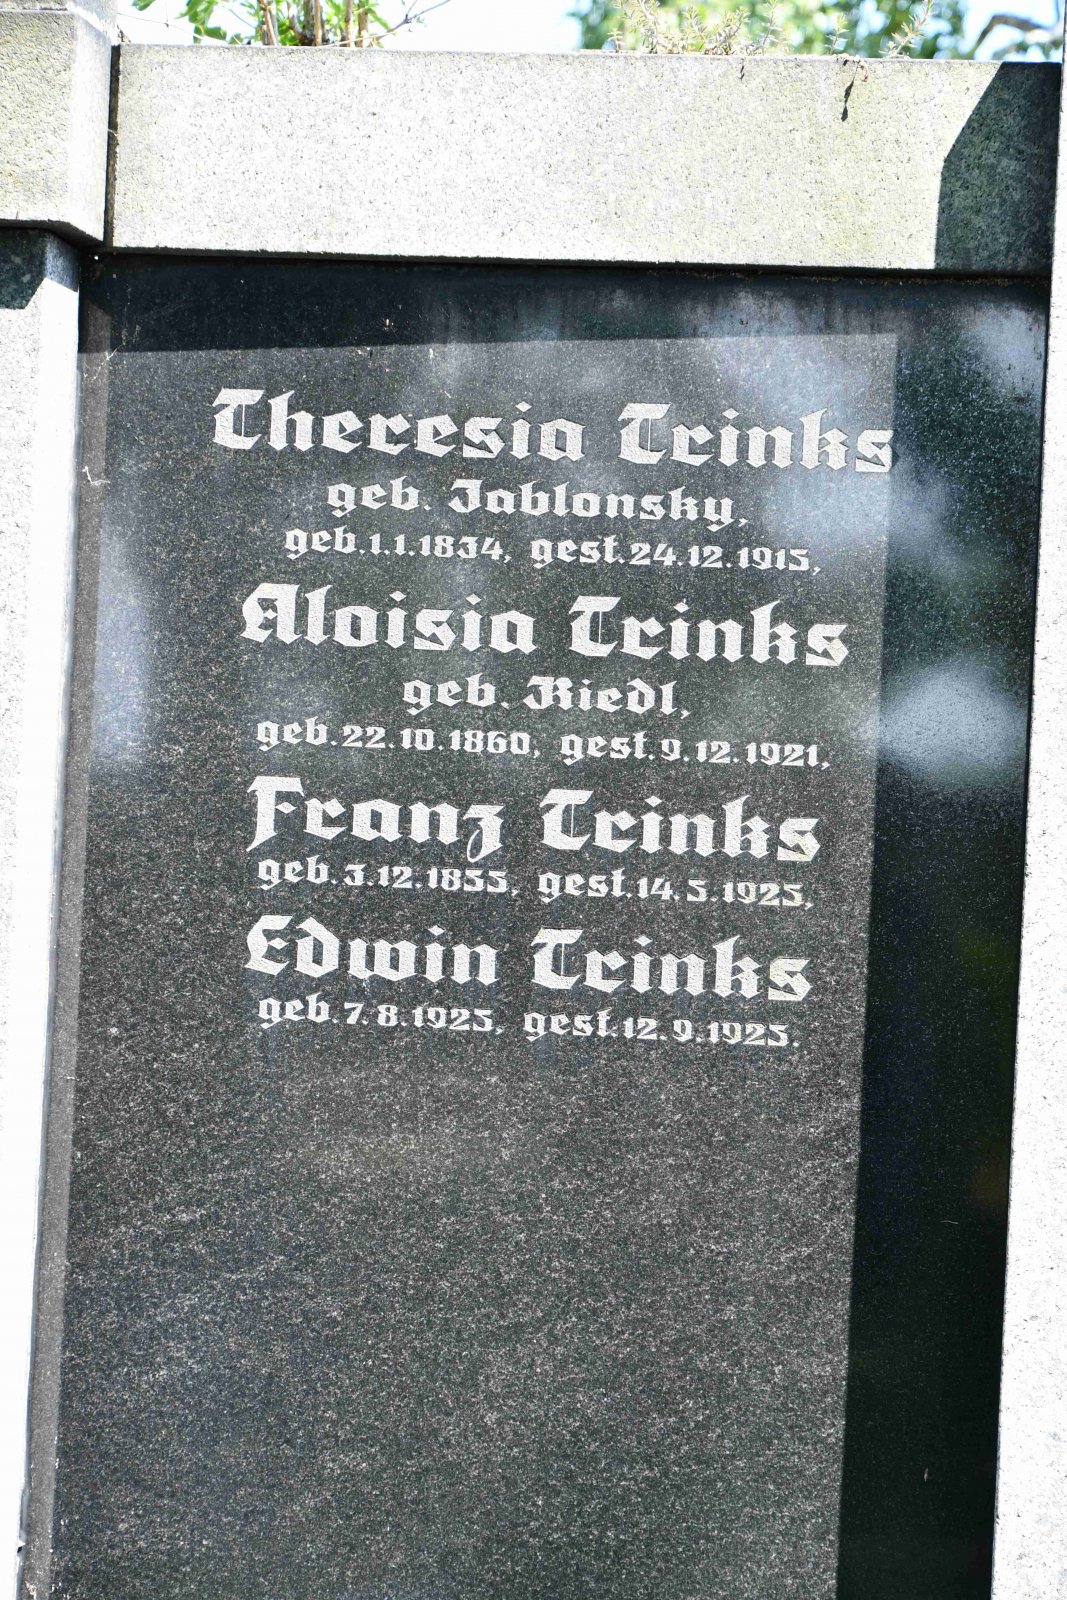 Theresia Trinks
geb. Jablonsky,
geb. 1.1.1834, gest. 24.12.1915,
Aloisia Trinks
geb. Riedl,
geb. 22.10.1860, gest. 9.12.1921,
Franz Trinks
geb. 3.12.1855, gest. 14.5.1925,
Edwin Trinks
geb. 7.8.1925, gest. 12.9.1925.